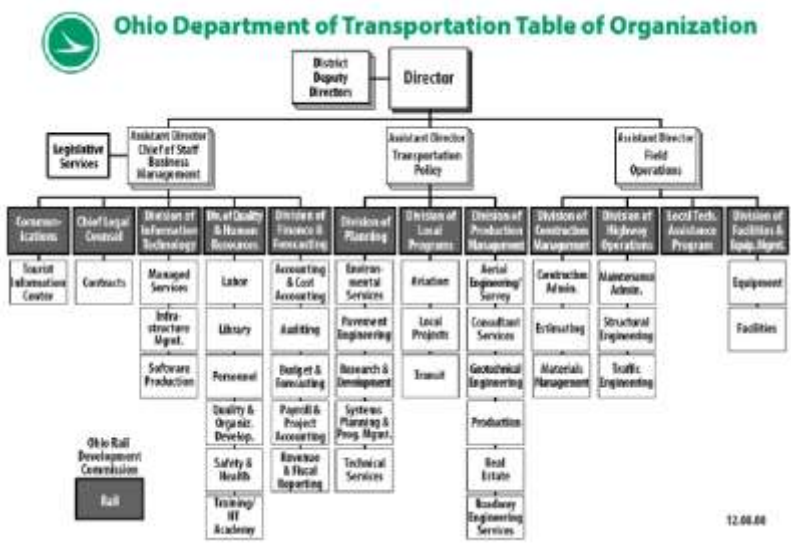 Ohio Department of Transportation Table of Organization
District
Deputy
Directors
Director
Legislative
Services
Assistant Director
Chief of Staff
Business
Management
Assistant Director
Transportation
Policy
Assistant Director
Field
Operations
Commun-
ications
Chief Legal
Counsel
Division of
Information
Technology
Div. of Quality
& Human
Resources
Division of
Finance &
Forecasting
Division of
Planning
Division of
Local
Programs
Division of
Production
Management
Division of
Construction
Management
Division of
Highway
Operations
Local Tech.
Assistance
Program
Division of
Facilities &
Equip. Mgmt.
Tourist
Information
Center
Contracts
Managed
Services
Infra-
structure
Mgmt.
Software
Production
Labor
Library
Personnel
Quality &
Organiz.
Develop.
Safety &
Health
Training/
Academy
Accounting
& Cost
Accounting
Auditing
Budget &
Forecasting
Payroll &
Project
Accounting
Revenue
& Fiscal
Reporting
Environ-
mental
Services
Pavement
Engineering
Research &
Development
Systems
Planning &
Prog. Mgmt.
Technical
Services
Aviation
Local
Projects
Transit
Aerial
Engineering/
Survey
Consultant
Services
Geotechnical
Engineering
Production
Real
Estate
Roadway
Engineering
Services
Construction
Admin.
Estimating
Materials
Management
Maintenance
Admin.
Structural
Engineering
Traffic
Engineering
Equipment
Facilities
Ohio Rail
Development
Commission
Rail